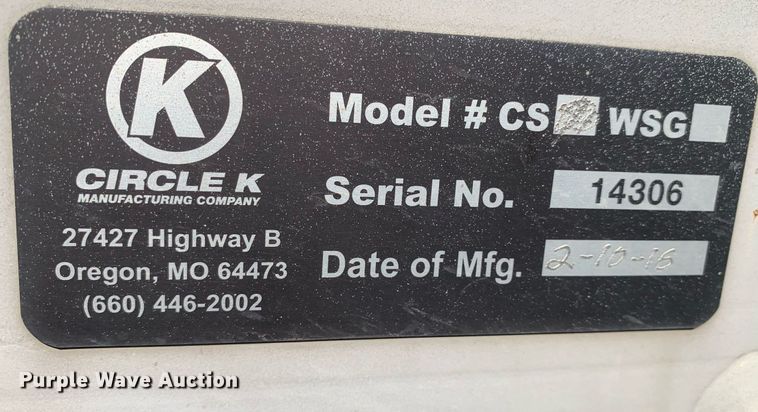 K
CIRCLE K
MANUFACTURING COMPANY
27427 Highway B
Oregon, MO 64473
(660) 446-2002
Model # CS WSG
Serial No. 14306
Date of Mfg. 2-10-
Purple Wave Auction